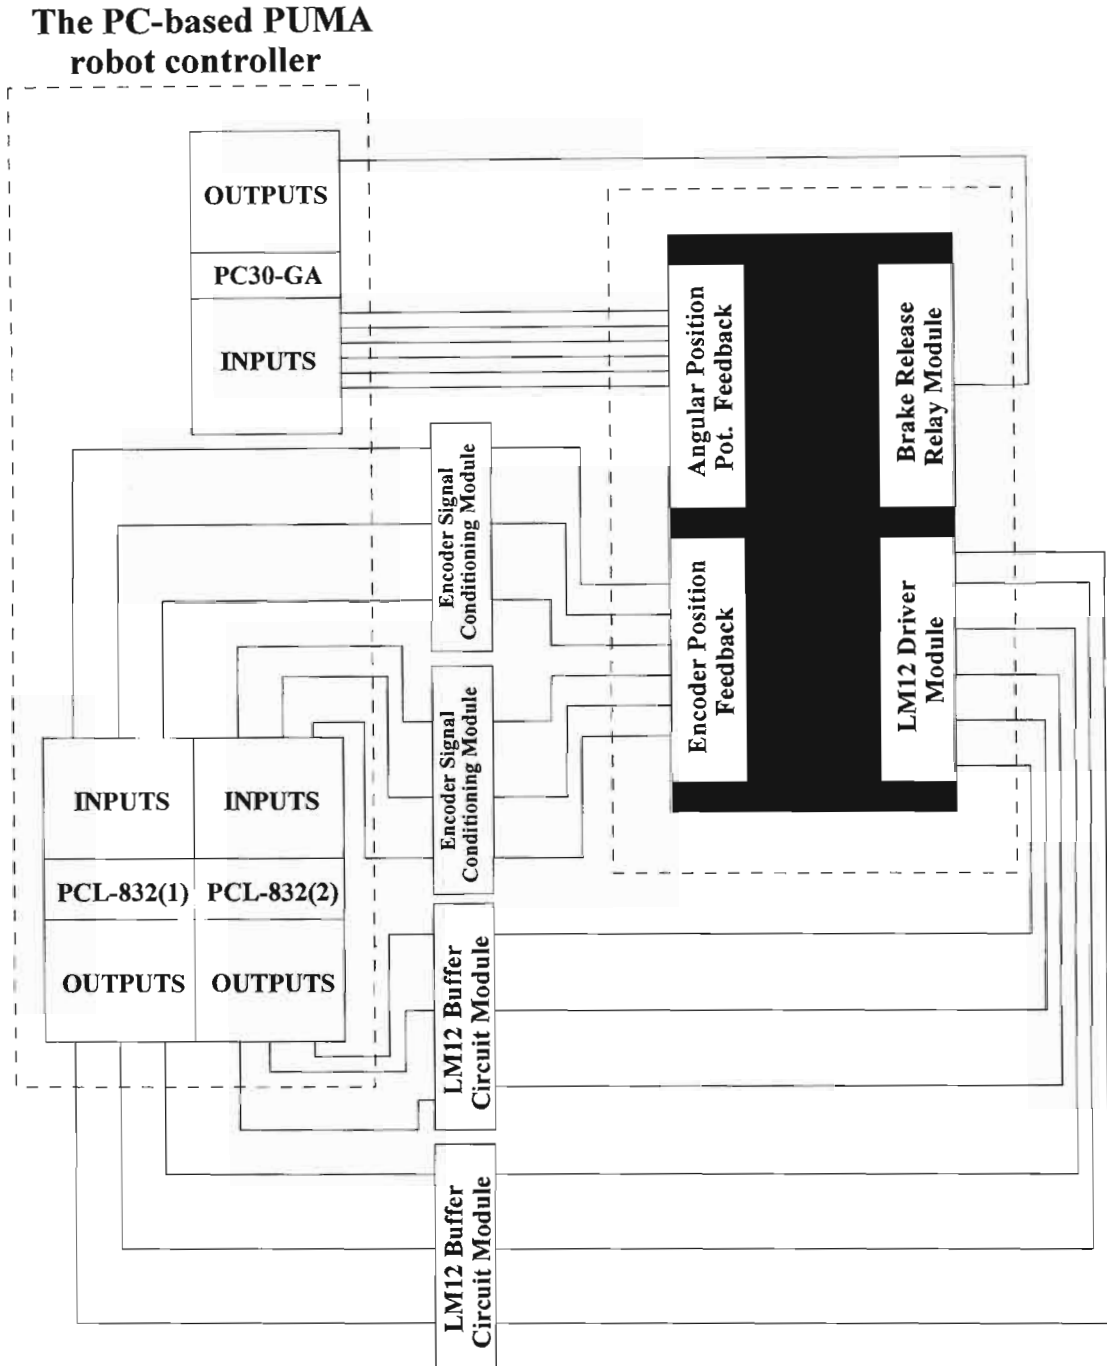 The PC-based PUMA
robot controller
OUTPUTS
PC30-GA
INPUTS
Angular Position
Pot. Feedback
Brake Release
Relay Module
Encoder Signal
Conditioning Module
Encoder Position
Feedback
LM12 Driver
Module
Encoder Signal
Conditioning Module
INPUTS
INPUTS
PCL-832(1)
PCL-832(2)
OUTPUTS
OUTPUTS
LM12 Buffer
Circuit Module
LM12 Buffer
Circuit Module